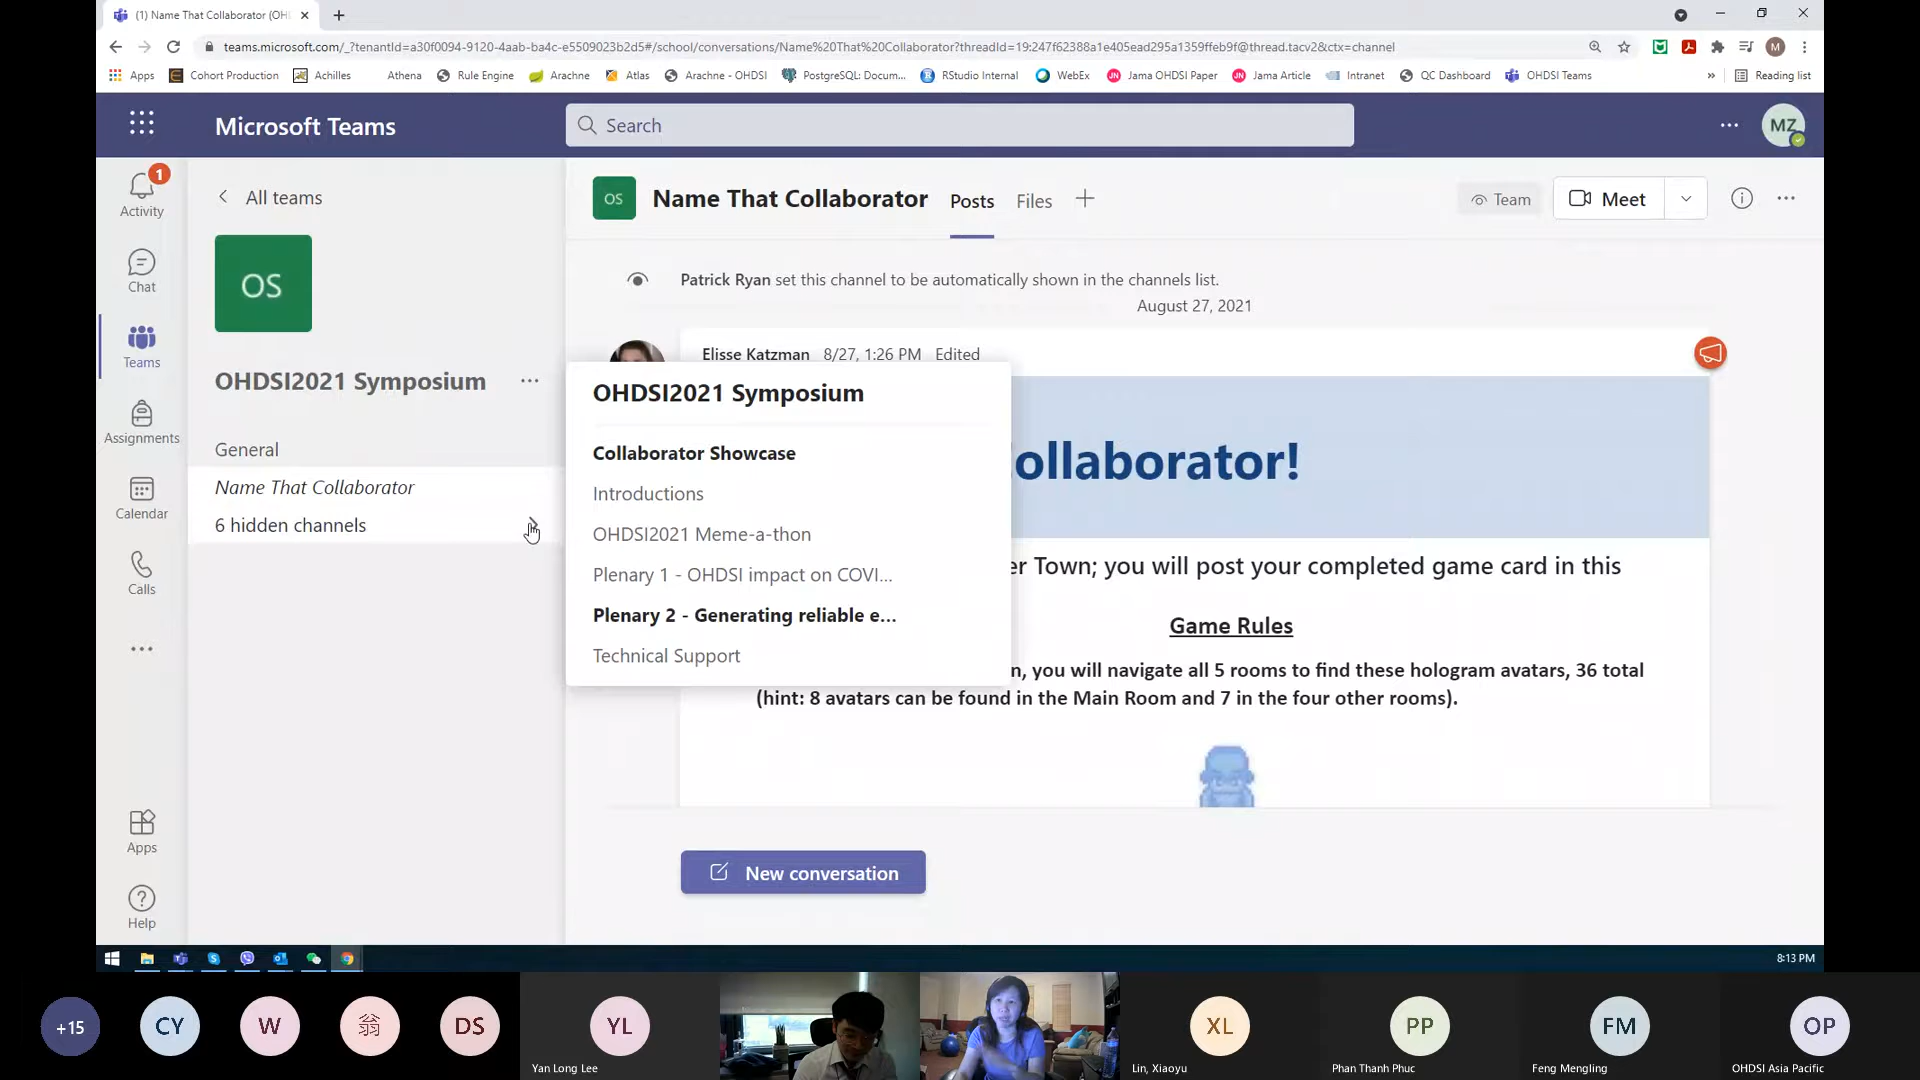 (1) Name That Collaborator (OH
teams.microsoft.com/_?tenantId=a30f0094-9120-4aab-ba4c-e5509023b2d5#/school/conversations/Name%20That%20Collaborator?threadId=19:247f62388a1e405ead295a1359ffeb9f@thread.tacv2&ctx=channel
M
Apps Cohort Production Achilles Athena Rule Engine Arachne Atlas Arachne - OHDSI PostgreSQL: Docum... RStudio Internal WebEx Jama OHDSI Paper Jama Article Intranet QC Dashboard OHDSI Teams » Reading list
Microsoft Teams
Search
MZ
1
Activity
Chat
Teams
Assignments
Calendar
Calls
Apps
Help
All teams
OS
OHDSI2021 Symposium
General
Name That Collaborator
6 hidden channels
OS
Name That Collaborator Posts Files
Team Meet
Patrick Ryan set this channel to be automatically shown in the channels list.
August 27, 2021
Elisse Katzman 8/27, 1:26 PM Edited
OHDSI2021 Symposium
Collaborator Showcase
Introductions
OHDSI2021 Meme-a-thon
Plenary 1 - OHDSI impact on COVI...
Plenary 2 - Generating reliable e...
Technical Support
ollaborator!
er Town; you will post your completed game card in this
Game Rules
n, you will navigate all 5 rooms to find these hologram avatars, 36 total
(hint: 8 avatars can be found in the Main Room and 7 in the four other rooms).
New conversation
8:13 PM
+15 CY W 翁 DS YL XL PP FM OP
Yan Long Lee Lin, Xiaoyu Phan Thanh Phuc Feng Mengling OHDSI Asia Pacific